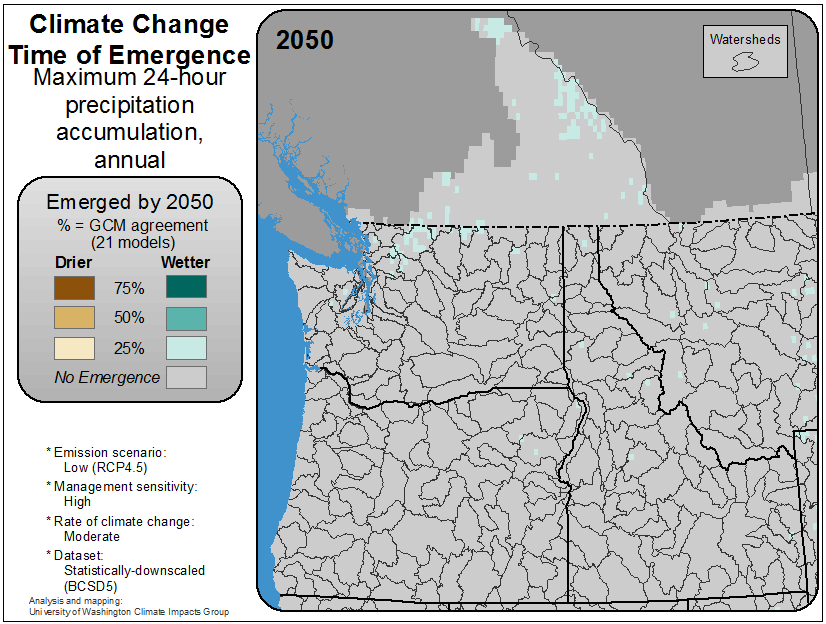 Climate Change
Time of Emergence
Maximum 24-hour
precipitation
accumulation,
annual
Emerged by 2050
% = GCM agreement
(21 models)
Drier Wetter
75%
50%
25%
No Emergence
* Emission scenario:
Low (RCP4.5)
* Management sensitivity:
High
* Rate of climate change:
Moderate
* Dataset:
Statistically-downscaled
(BCSD5)
Analysis and mapping:
University of Washington Climate Impacts Group
2050
Watersheds